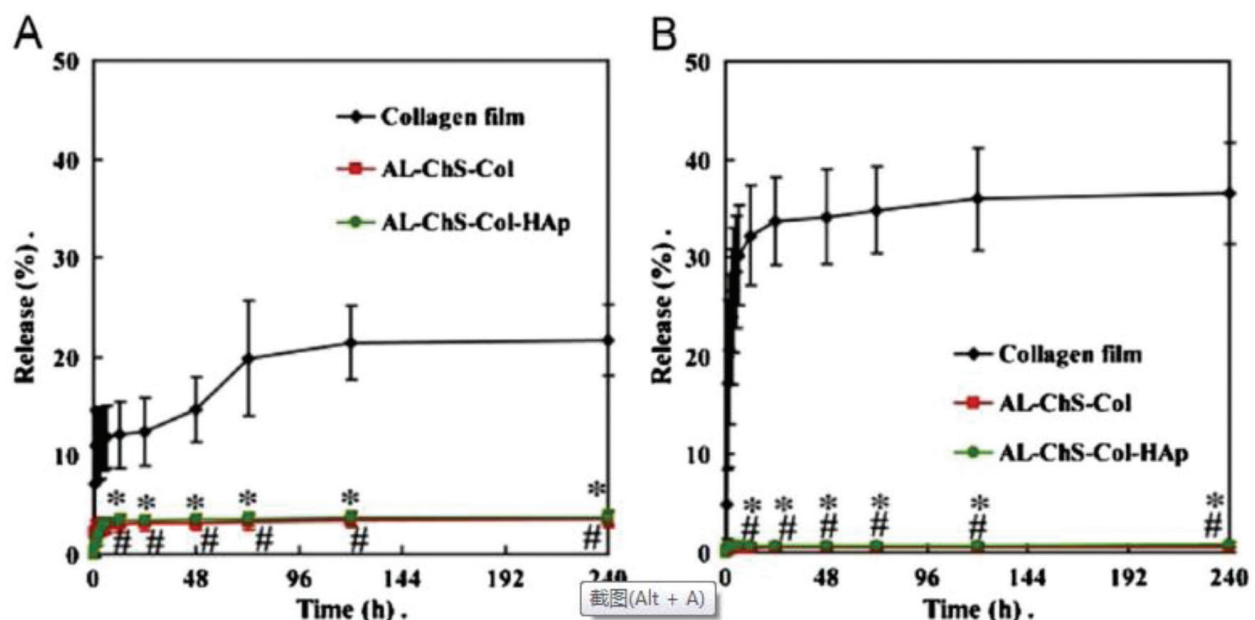 A
50
40
30
20
10
0
Release (%) .
Collagen film
AL-ChS-Col
AL-ChS-Col-HAp
* * * * * *
# # # # # #
0 48 96 144 192 240
Time (h) .
B
50
40
30
20
10
0
Release (%) .
Collagen film
AL-ChS-Col
AL-ChS-Col-HAp
* * * * * *
# # # # # #
0 48 96 144 192 240
Time (h) .
截图(Alt + A)